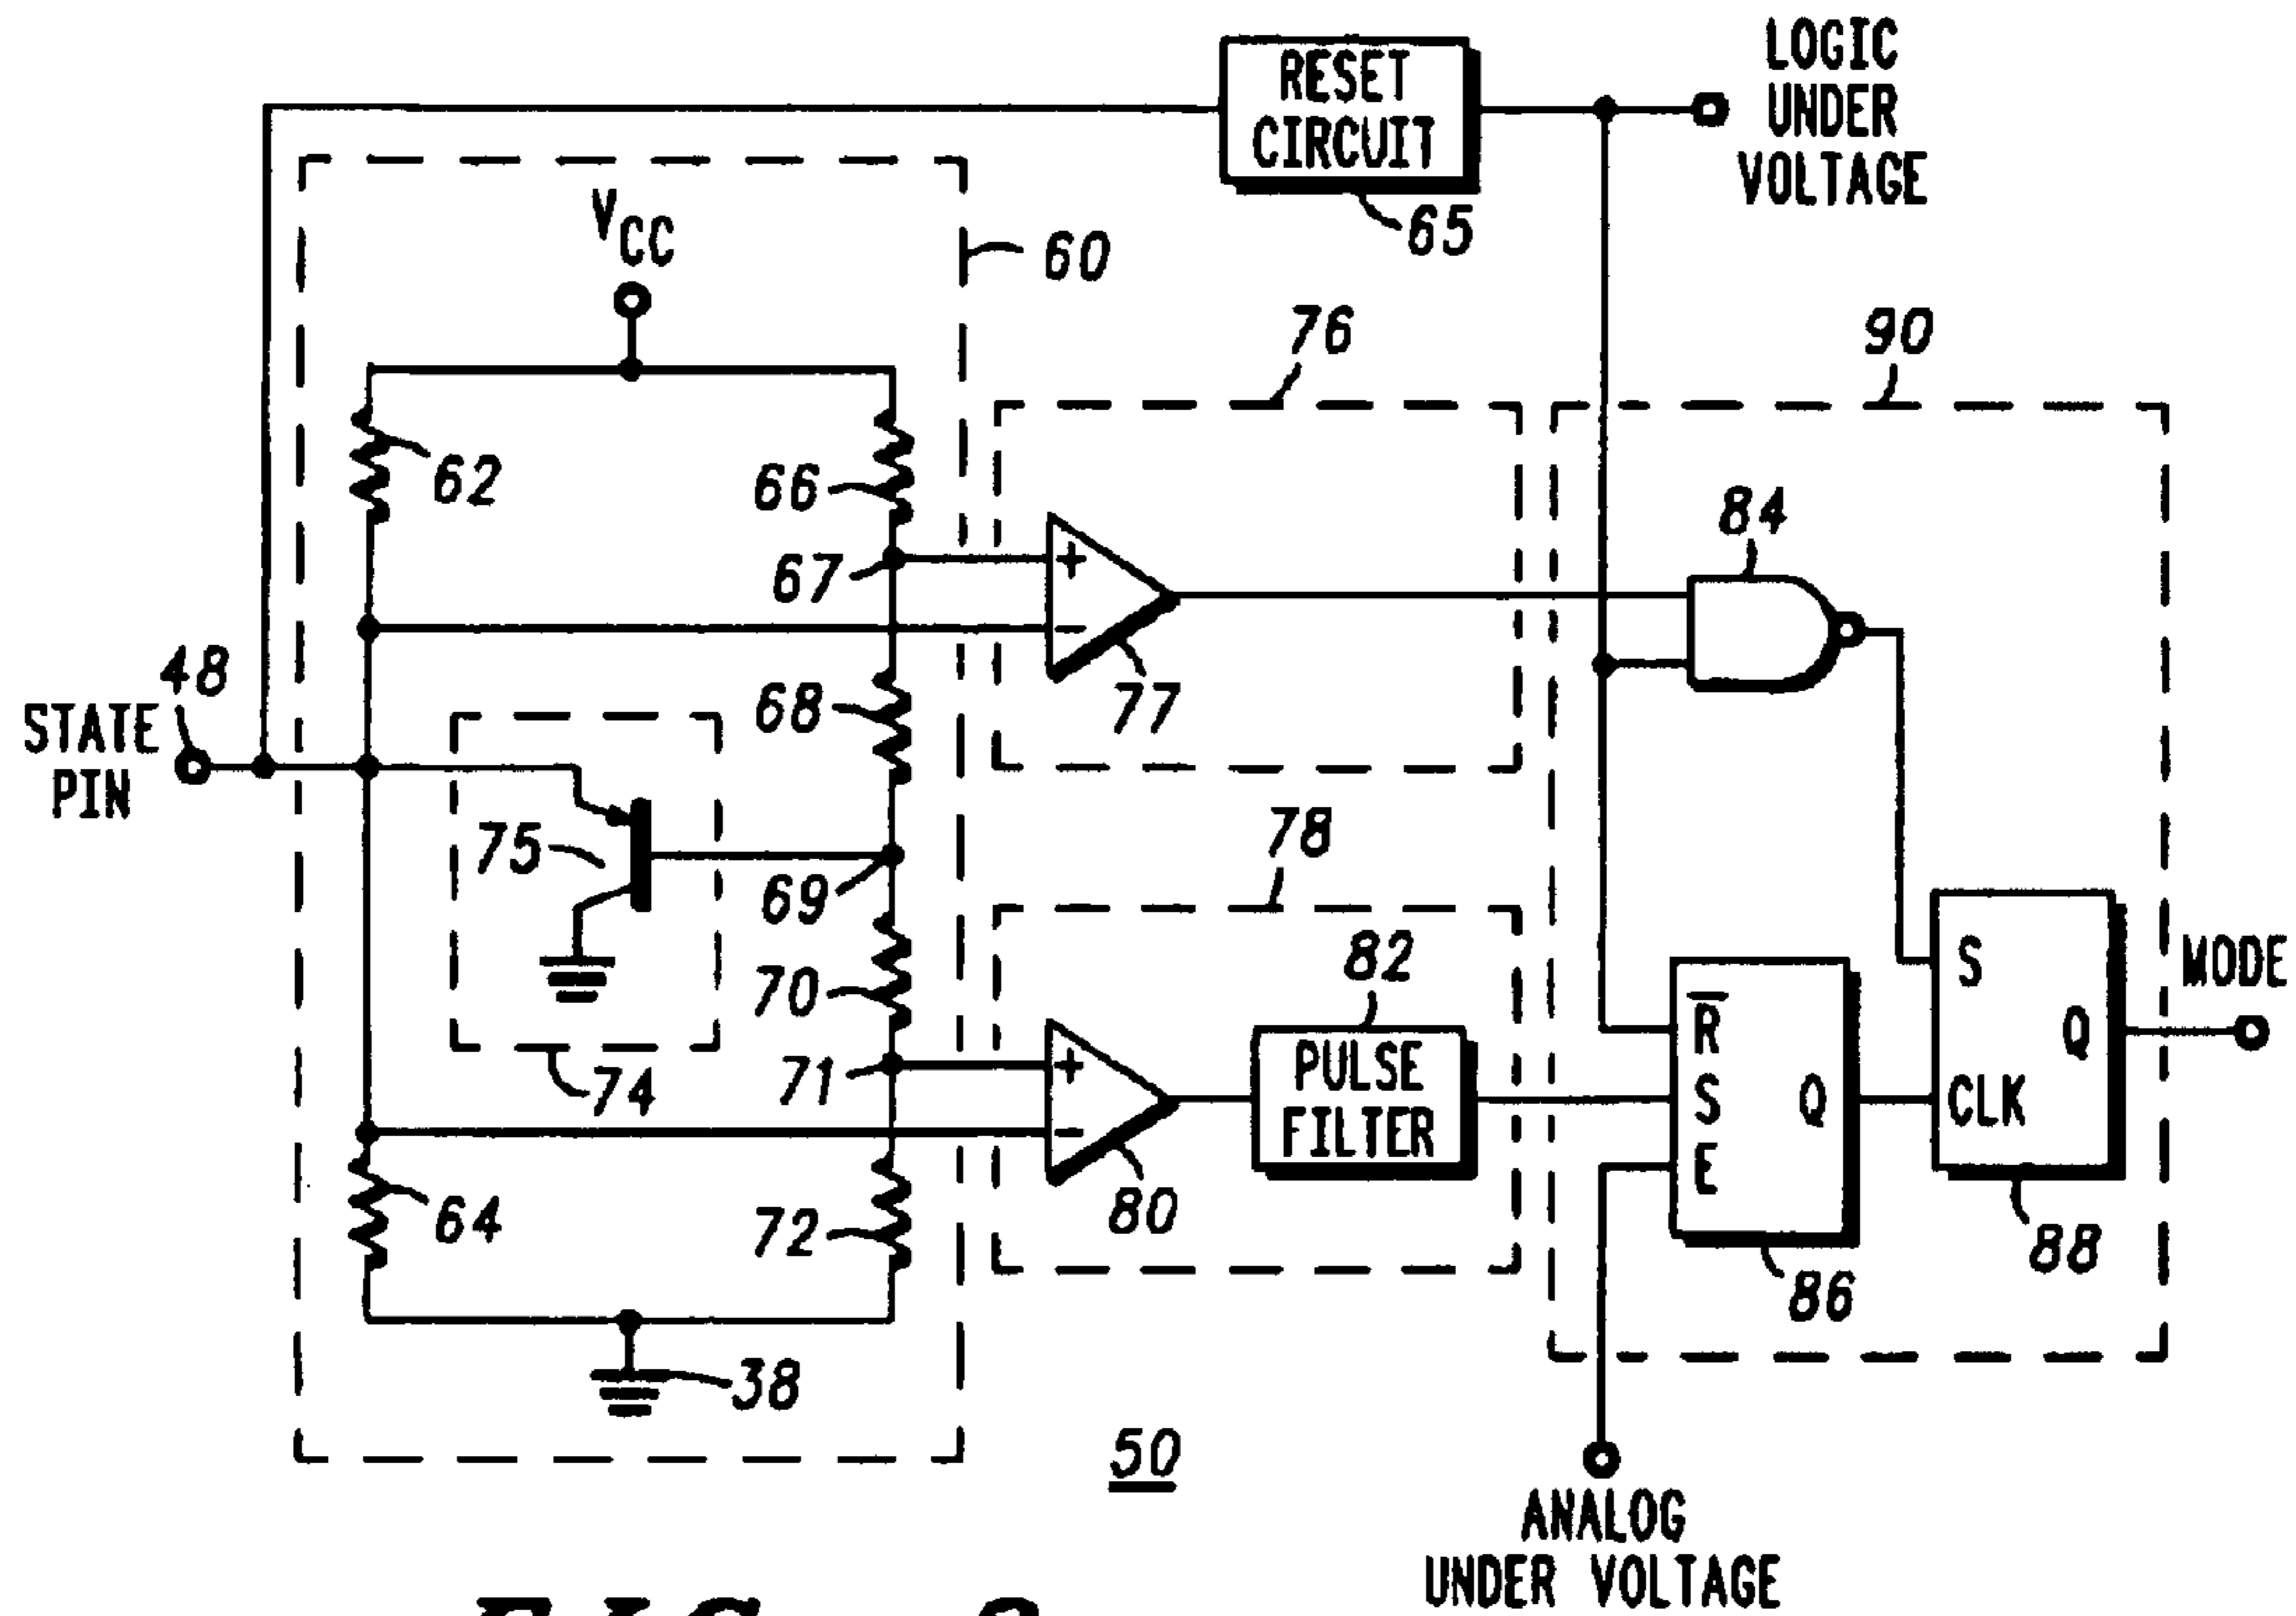 LOGIC
UNDER
VOLTAGE
RESET
CIRCUIT
65
VCC
60
76
90
62
66
67
77
84
48
STATE
PIN
68
75
69
74
70
71
78
82
PULSE
FILTER
80
64
72
38
R̅
S
E
Q
86
S
CLK
Q
88
MODE
50
ANALOG
UNDER VOLTAGE